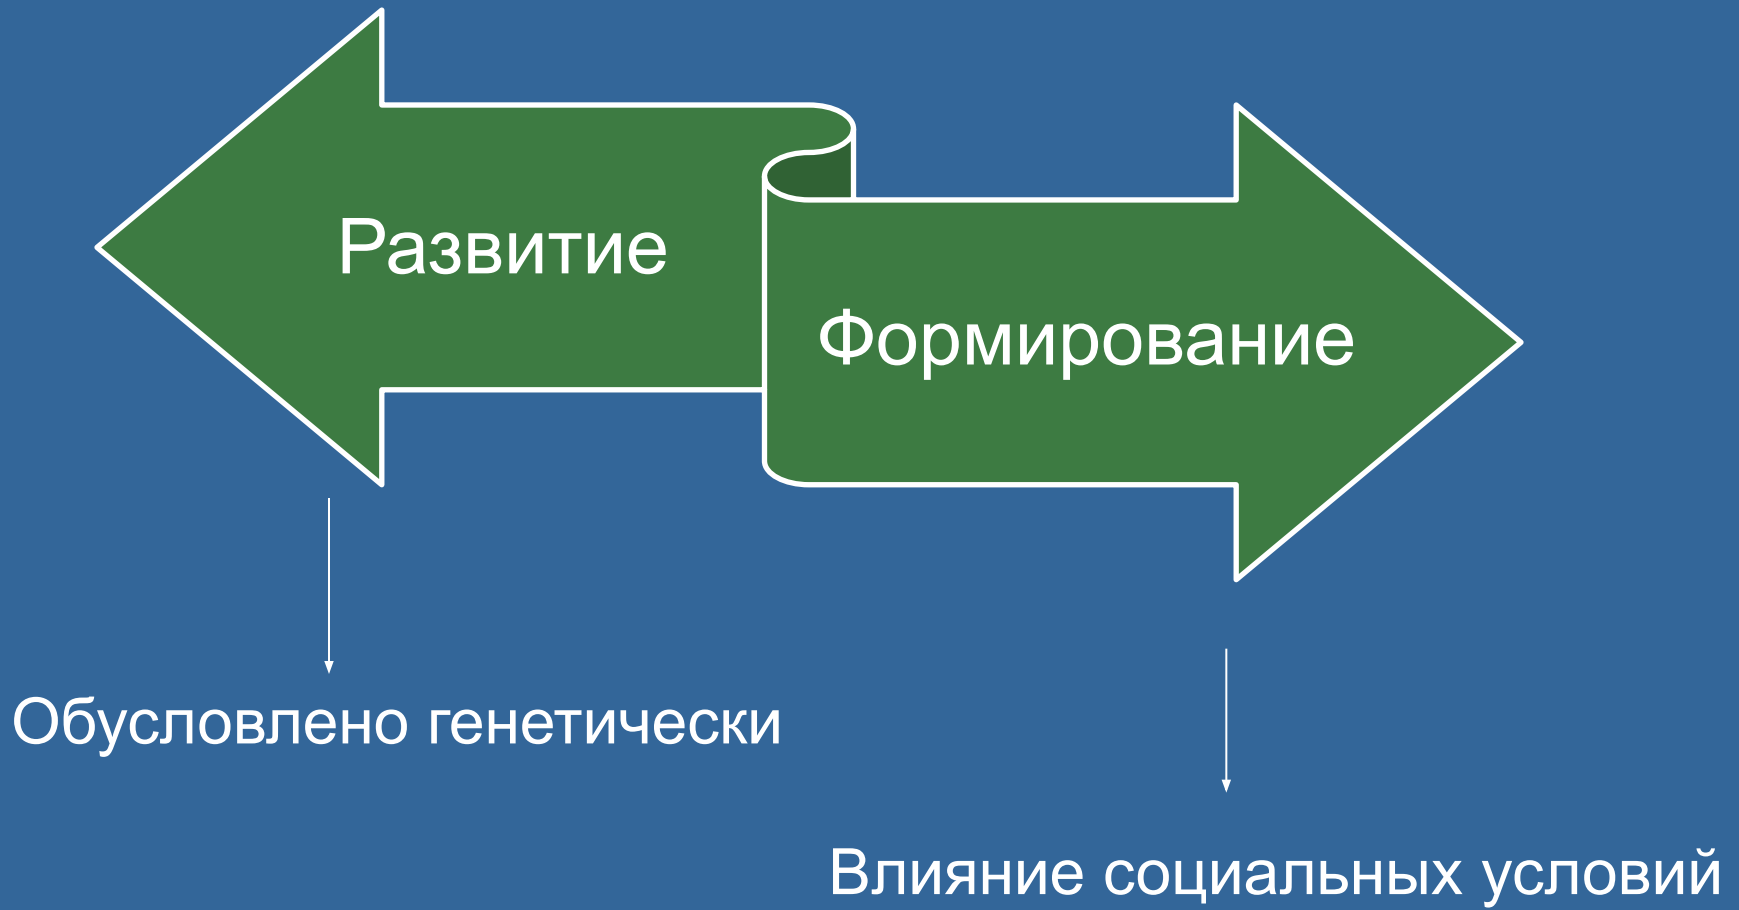 Развитие
Формирование
Обусловлено генетически
Влияние социальных условий